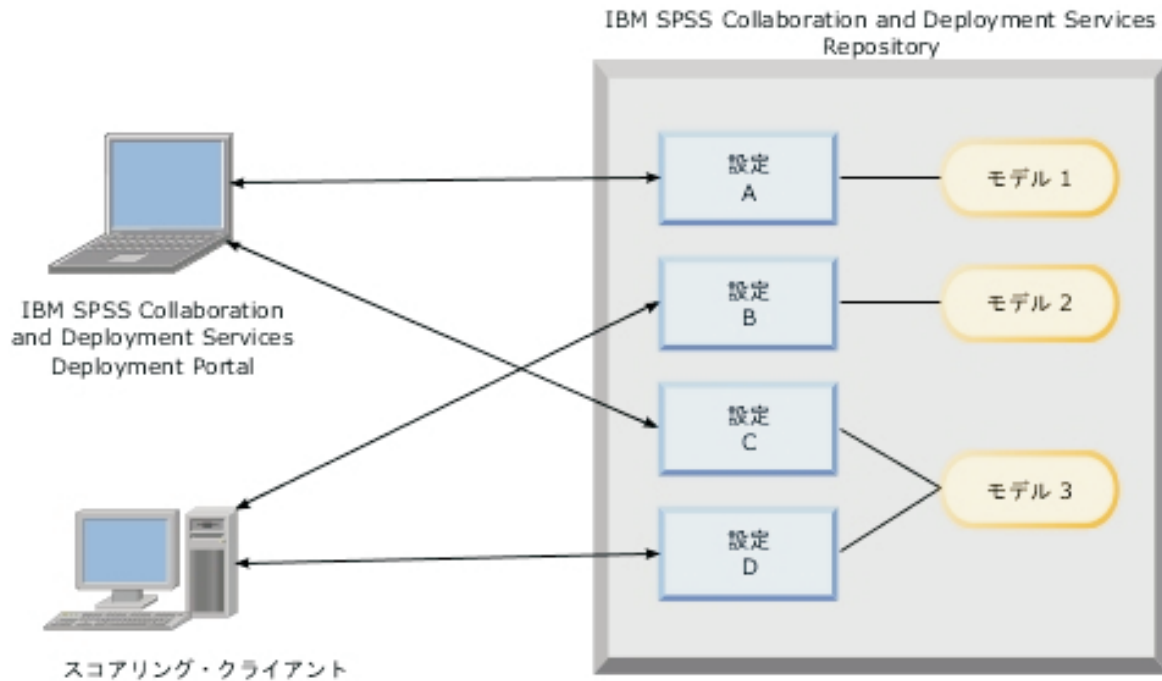 IBM SPSS Collaboration and Deployment Services
Repository
設定
A
モデル 1
設定
B
モデル 2
IBM SPSS Collaboration
and Deployment Services
Deployment Portal
設定
C
モデル 3
設定
D
スコアリング・クライアント